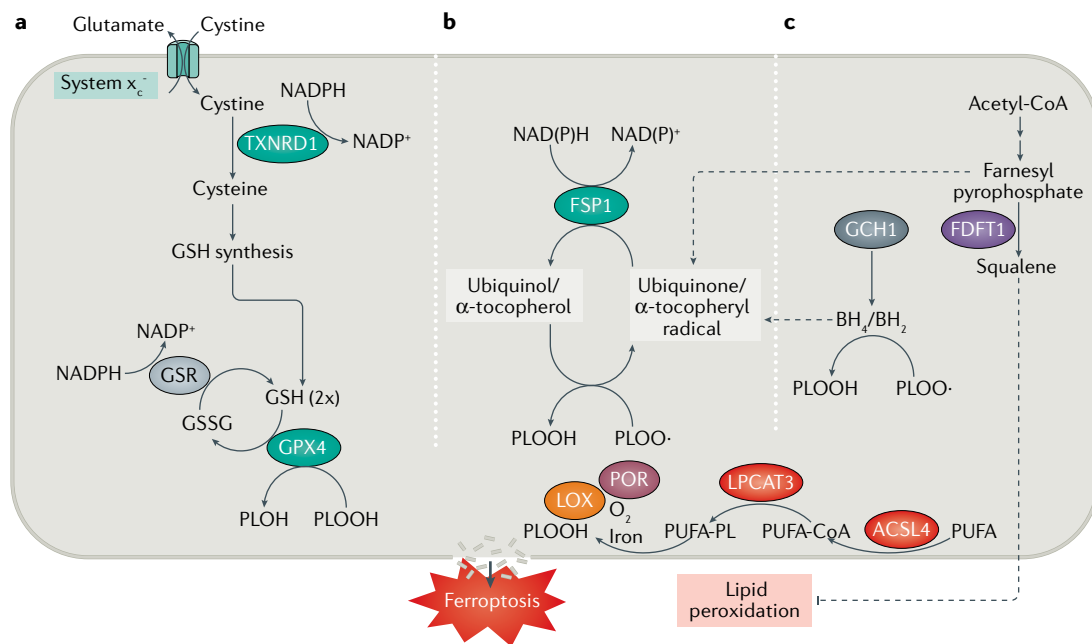 a
Glutamate
Cystine
System x꜀⁻
Cystine
NADPH
TXNRD1
NADP⁺
Cysteine
GSH synthesis
NADP⁺
NADPH
GSR
GSH (2x)
GSSG
GPX4
PLOH
PLOOH
b
NAD(P)H
NAD(P)⁺
FSP1
Ubiquinol/
α-tocopherol
Ubiquinone/
α-tocopheryl
radical
PLOOH
PLOO·
c
Acetyl-CoA
Farnesyl
pyrophosphate
GCH1
FDFT1
Squalene
BH₄/BH₂
PLOOH
PLOO·
POR
LOX
O₂
Iron
PLOOH
LPCAT3
PUFA-PL
PUFA-CoA
ACSL4
PUFA
Ferroptosis
Lipid
peroxidation